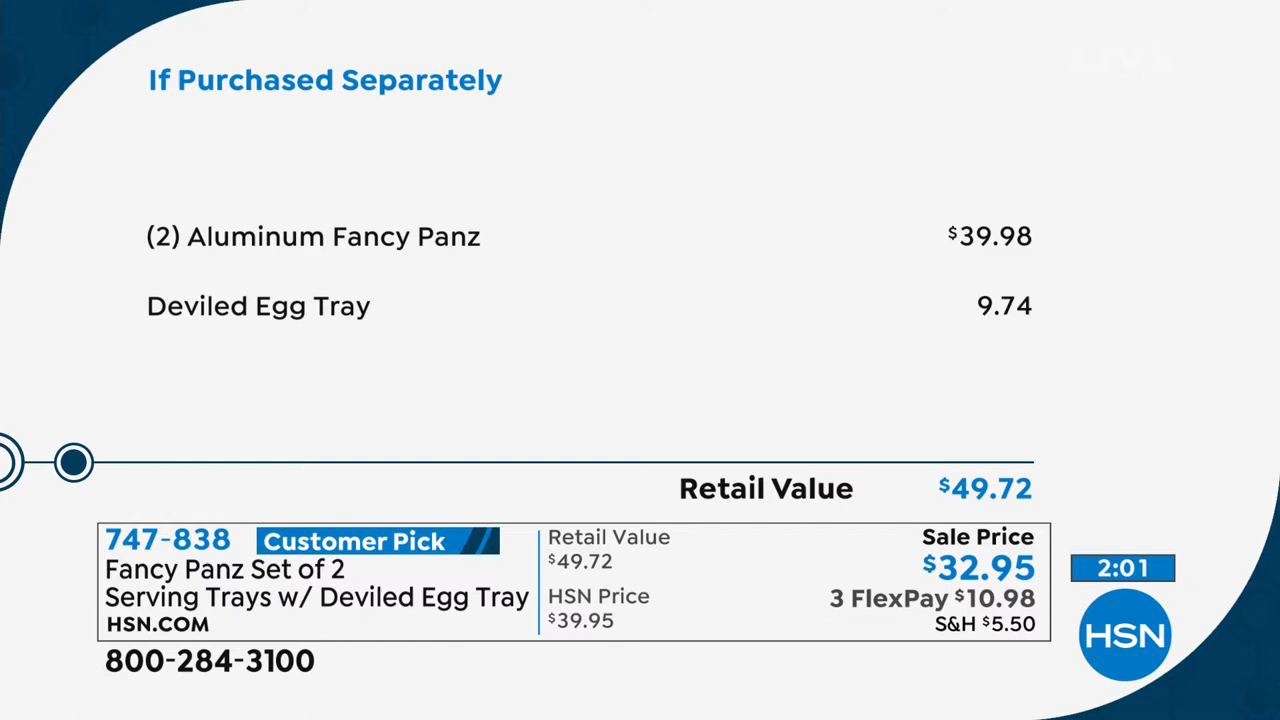 If Purchased Separately
(2) Aluminum Fancy Panz $39.98
Deviled Egg Tray 9.74
Retail Value $49.72
747-838 Customer Pick
Fancy Panz Set of 2
Serving Trays w/ Deviled Egg Tray
HSN.COM
Retail Value
$49.72
HSN Price
$39.95
Sale Price
$32.95
3 FlexPay $10.98
S&H $5.50
2:01
HSN
800-284-3100